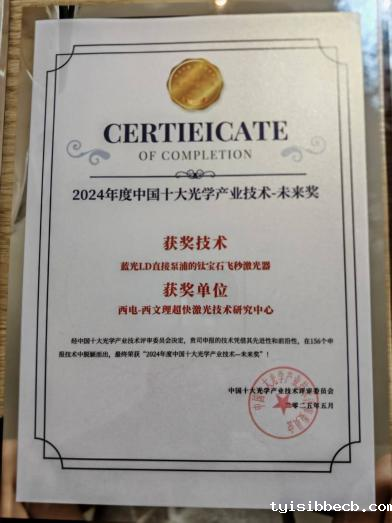 CERTIEICATE
OF COMPLETION
2024年度中国十大光学产业技术-未来奖
获奖技术
蓝光LD直接泵浦的钛宝石飞秒激光器
获奖单位
西电-西文理超快激光技术研究中心
经中国十大光学产业技术评审委员会决定，贵司申报的技术凭借其先进性和前沿性，在156个申
报技术中脱颖而出，最终荣获“2024年度中国十大光学产业技术—未来奖”！
中国十大光学产业技术评审委员会
二零二五年五月
tyisibbecb.com